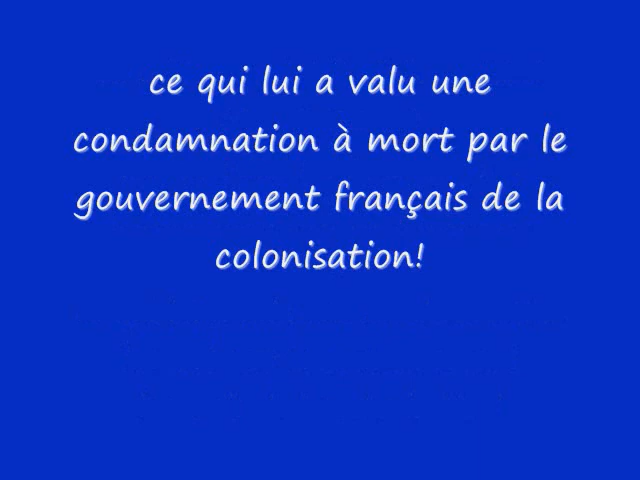 ce qui lui a valu une
condamnation à mort par le
gouvernement français de la
colonisation!